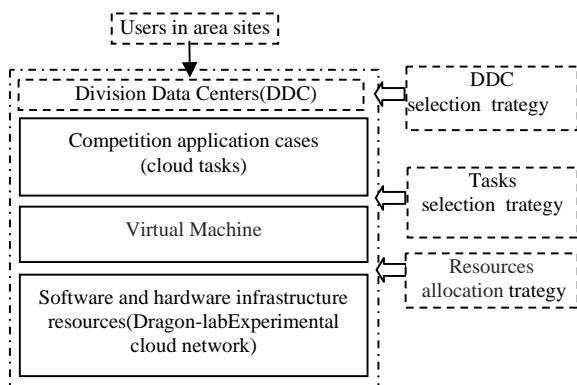 Users in area sites
Division Data Centers(DDC)
DDC
selection trategy
Competition application cases
(cloud tasks)
Tasks
selection trategy
Virtual Machine
Resources
allocation trategy
Software and hardware infrastructure
resources(Dragon-labExperimental
cloud network)